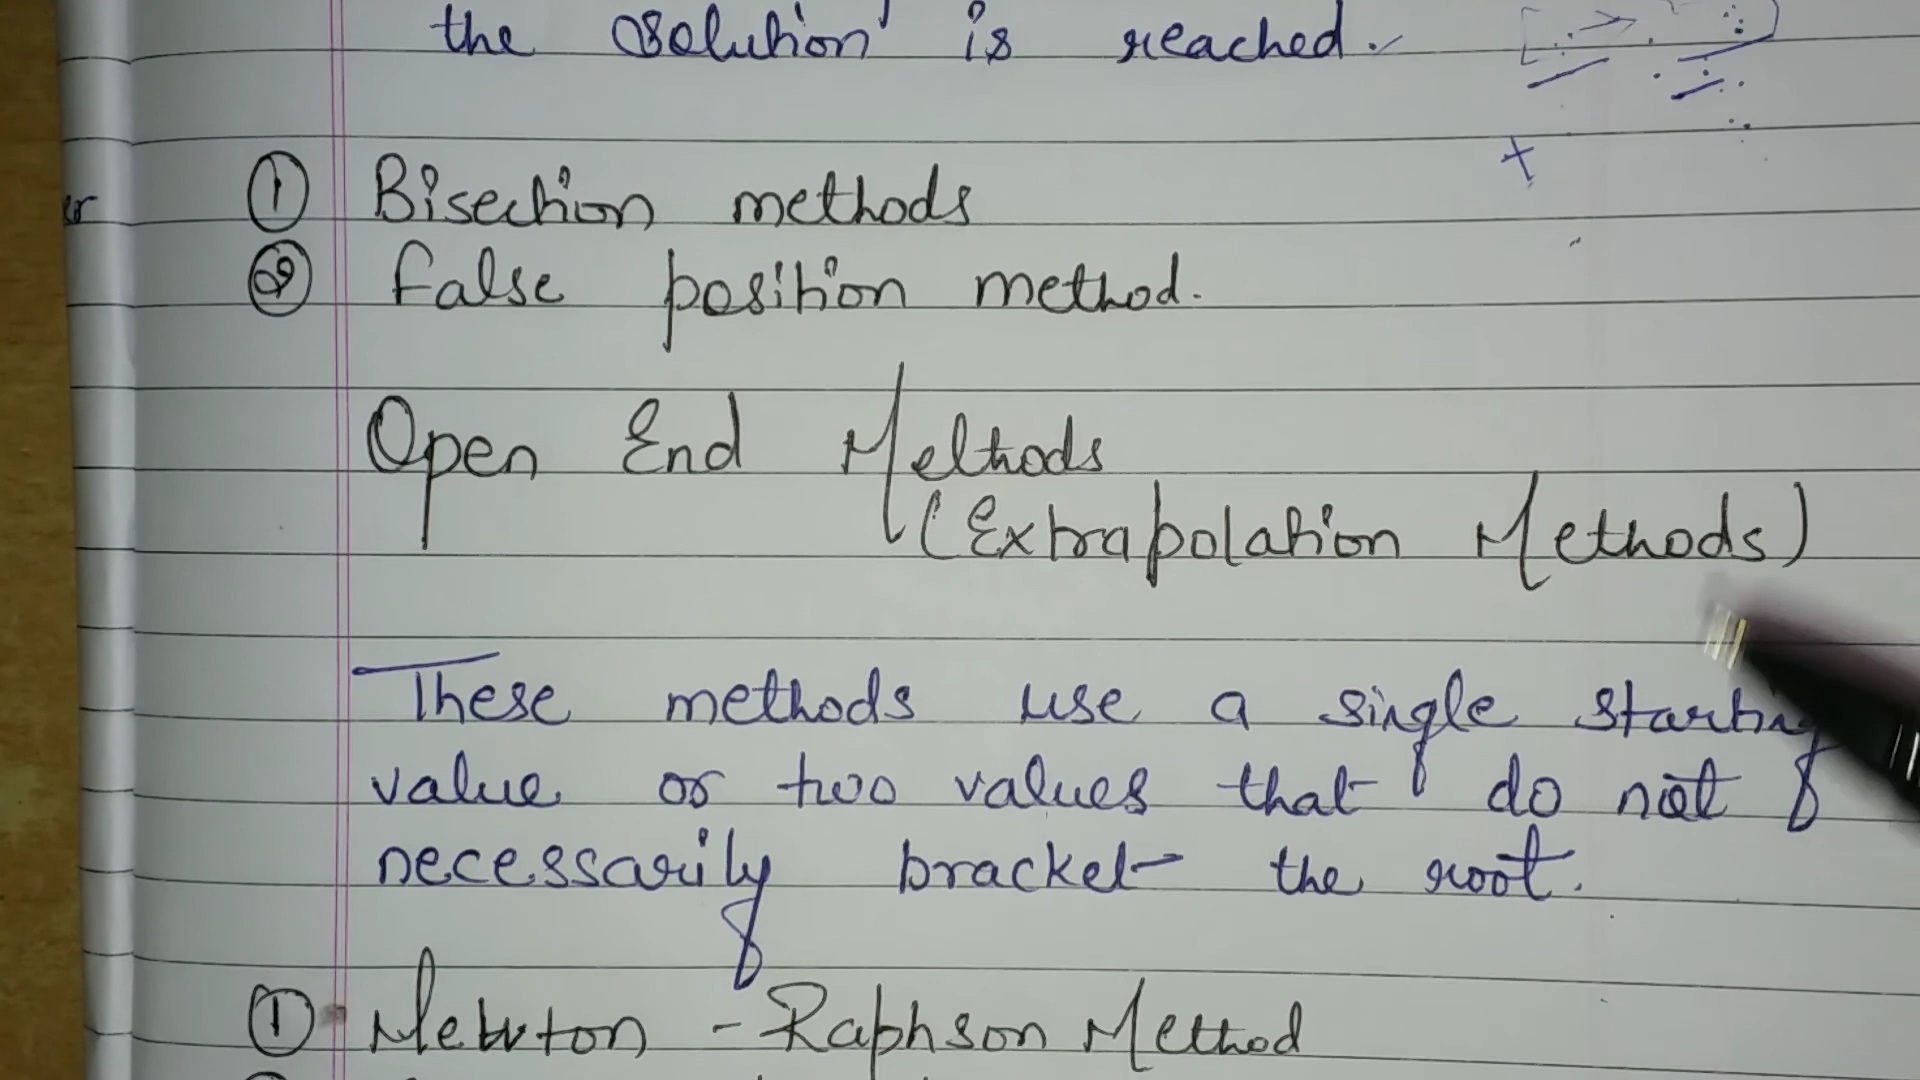 the solution is reached.
① Bisection methods
② False position method.
Open End Methods
(Extrapolation Methods)
These methods use a single starting
value or two values that do not
necessarily bracket the root.
① Newton - Raphson Method